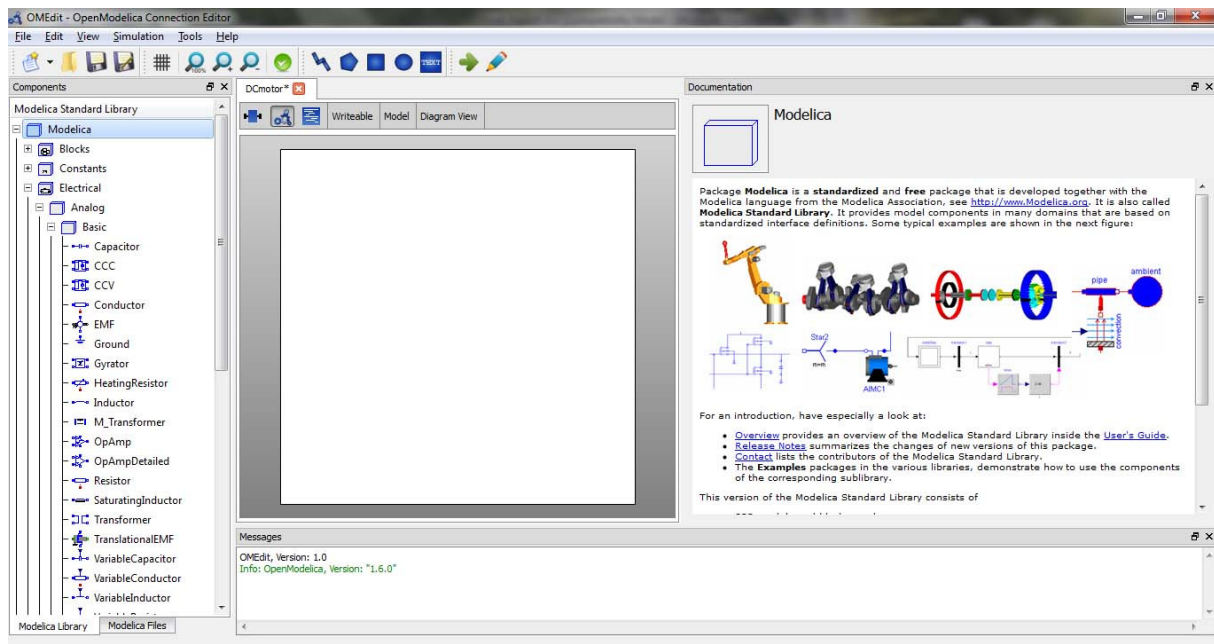 OMEdit - OpenModelica Connection Editor
File Edit View Simulation Tools Help
100%
TEXT
Components
Modelica Standard Library
Modelica
Blocks
Constants
Electrical
Analog
Basic
Capacitor
CCC
CCV
Conductor
EMF
Ground
Gyrator
HeatingResistor
Inductor
M_Transformer
OpAmp
OpAmpDetailed
Resistor
SaturatingInductor
Transformer
TranslationalEMF
VariableCapacitor
VariableConductor
VariableInductor
Modelica Library Modelica Files
DCmotor*
Writeable Model Diagram View
Documentation
Modelica
Package Modelica is a standardized and free package that is developed together with the
Modelica language from the Modelica Association, see http://www.Modelica.org. It is also called
Modelica Standard Library. It provides model components in many domains that are based on
standardized interface definitions. Some typical examples are shown in the next figure:
pipe ambient
convection
Star2
m=m
AIMC1
For an introduction, have especially a look at:
Overview provides an overview of the Modelica Standard Library inside the User's Guide.
Release Notes summarizes the changes of new versions of this package.
Contact lists the contributors of the Modelica Standard Library.
The Examples packages in the various libraries, demonstrate how to use the components
of the corresponding sublibrary.
This version of the Modelica Standard Library consists of
Messages
OMEdit, Version: 1.0
Info: OpenModelica, Version: "1.6.0"